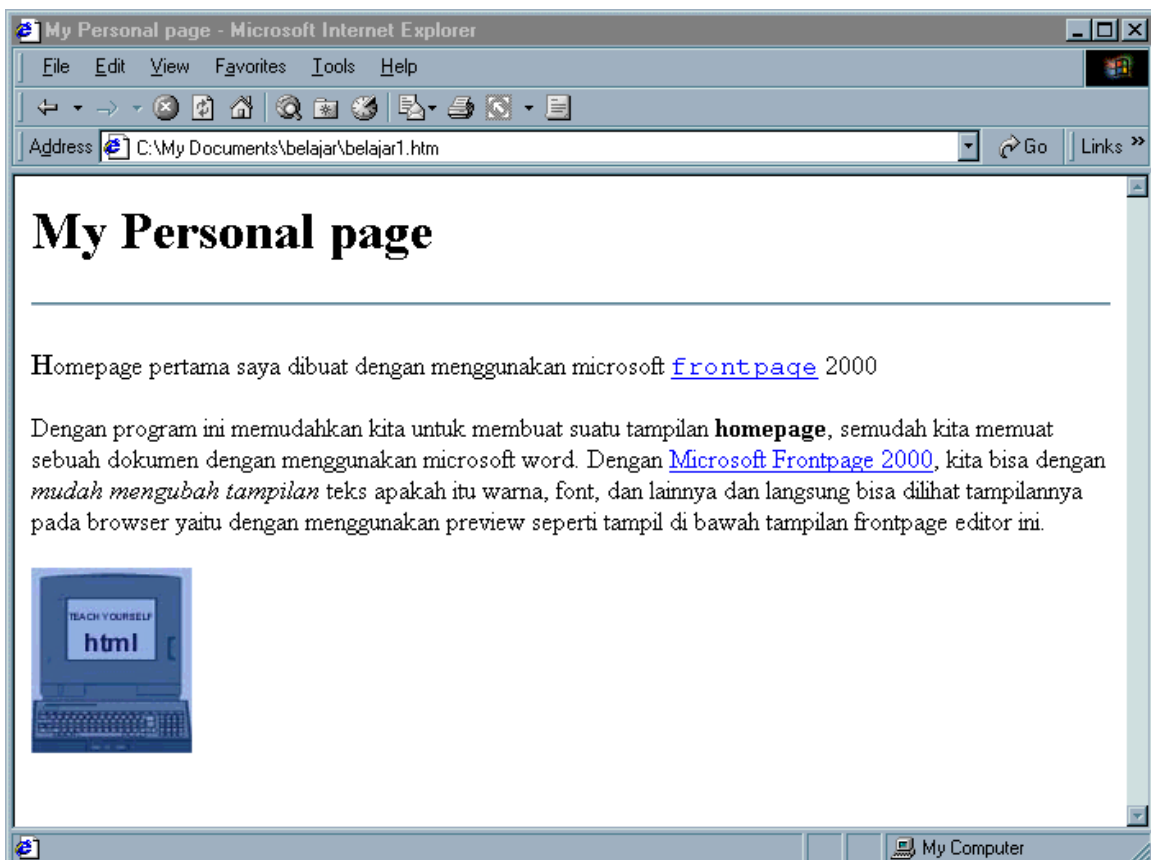 My Personal page - Microsoft Internet Explorer
File Edit View Favorites Tools Help
Address C:\My Documents\belajar\belajar1.htm Go Links »
My Personal page
Homepage pertama saya dibuat dengan menggunakan microsoft frontpage 2000
Dengan program ini memudahkan kita untuk membuat suatu tampilan homepage, semudah kita memuat
sebuah dokumen dengan menggunakan microsoft word. Dengan Microsoft Frontpage 2000, kita bisa dengan
mudah mengubah tampilan teks apakah itu warna, font, dan lainnya dan langsung bisa dilihat tampilannya
pada browser yaitu dengan menggunakan preview seperti tampil di bawah tampilan frontpage editor ini.
TEACH YOURSELF
html
My Computer